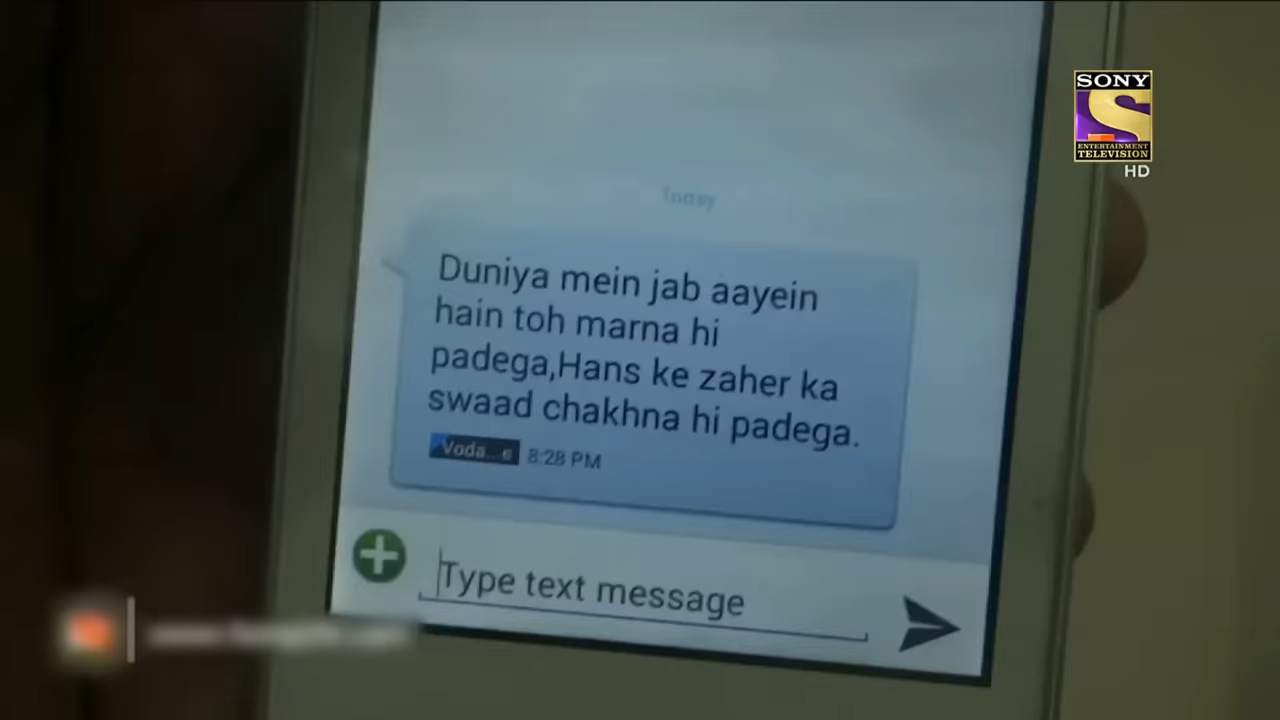 SONY
ENTERTAINMENT
TELEVISION
HD
Today
Duniya mein jab aayein
hain toh marna hi
padega,Hans ke zaher ka
swaad chakhna hi padega.
Voda...e 8:28 PM
Type text message